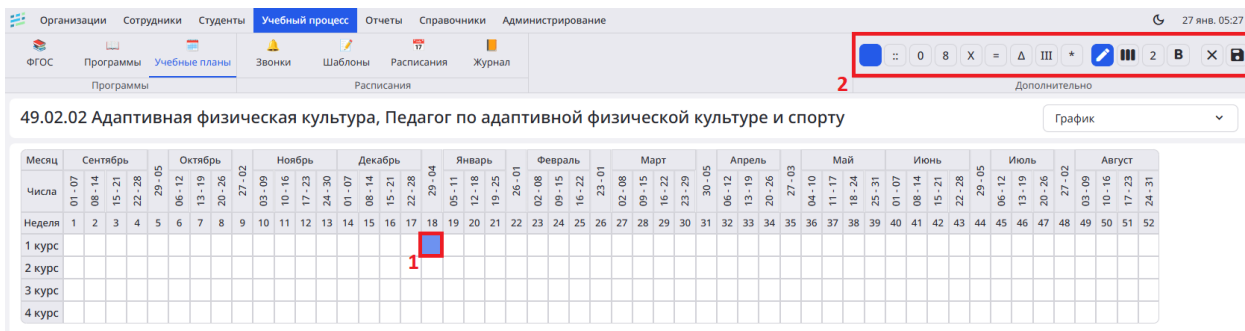 Организации Сотрудники Студенты Учебный процесс Отчеты Справочники Администрирование 27 янв. 05:27
ФГОС Программы Учебные планы Звонки Шаблоны Расписания Журнал
:: 0 8 X = Δ III * 2 B
Программы Расписания Дополнительно
2
49.02.02 Адаптивная физическая культура, Педагог по адаптивной физической культуре и спорту График
Месяц Сентябрь 29 - 05 Октябрь 27 - 02 Ноябрь Декабрь 29 - 04 Январь 26 - 01 Февраль 23 - 01 Март 30 - 05 Апрель 27 - 03 Май Июнь 29 - 05 Июль 27 - 02 Август
Числа 01 - 07 08 - 14 15 - 21 22 - 28 06 - 12 13 - 19 20 - 26 03 - 09 10 - 16 17 - 23 24 - 30 01 - 07 08 - 14 15 - 21 22 - 28 05 - 11 12 - 18 19 - 25 02 - 08 09 - 15 16 - 22 02 - 08 09 - 15 16 - 22 23 - 29 06 - 12 13 - 19 20 - 26 04 - 10 11 - 17 18 - 24 25 - 31 01 - 07 08 - 14 15 - 21 22 - 28 06 - 12 13 - 19 20 - 26 03 - 09 10 - 16 17 - 23 24 - 31
Неделя 1 2 3 4 5 6 7 8 9 10 11 12 13 14 15 16 17 18 19 20 21 22 23 24 25 26 27 28 29 30 31 32 33 34 35 36 37 38 39 40 41 42 43 44 45 46 47 48 49 50 51 52
1 курс
1
2 курс
3 курс
4 курс